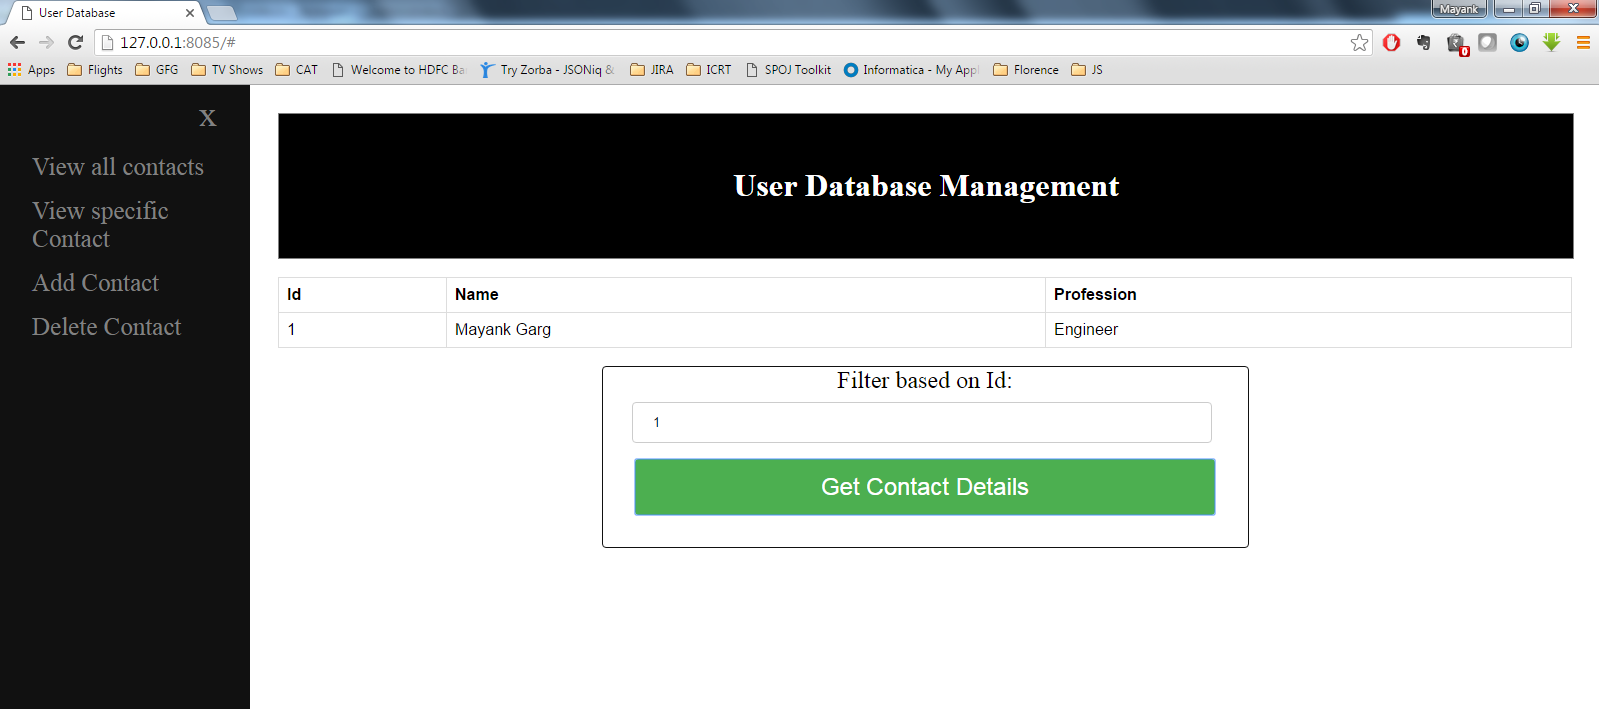 User Database
Mayank
127.0.0.1:8085/#
Apps Flights GFG TV Shows CAT Welcome to HDFC Ba Try Zorba - JSONiq & JIRA ICRT SPOJ Toolkit Informatica - My App Florence JS
X
View all contacts
View specific
Contact
Add Contact
Delete Contact
User Database Management
Id Name Profession
1 Mayank Garg Engineer
Filter based on Id:
1
Get Contact Details